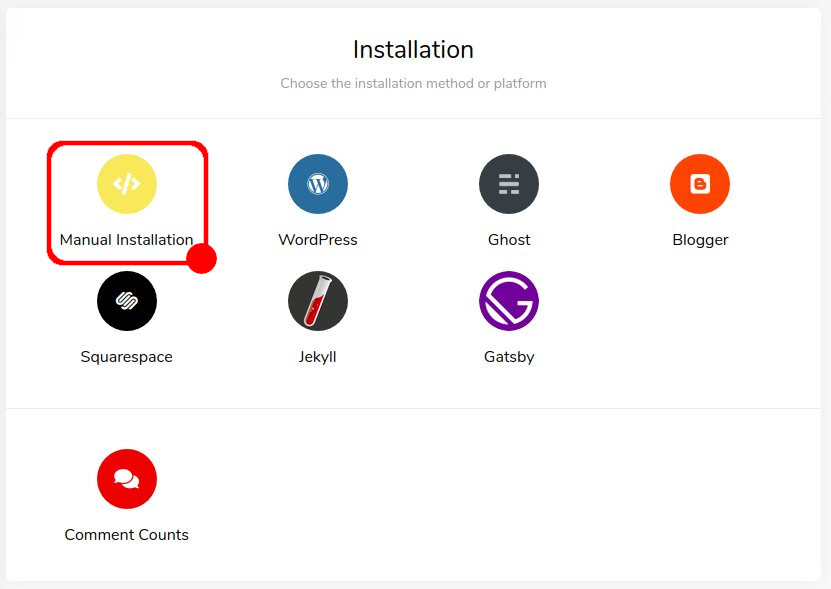 Installation
Choose the installation method or platform
Manual Installation
WordPress
Ghost
Blogger
Squarespace
Jekyll
Gatsby
Comment Counts